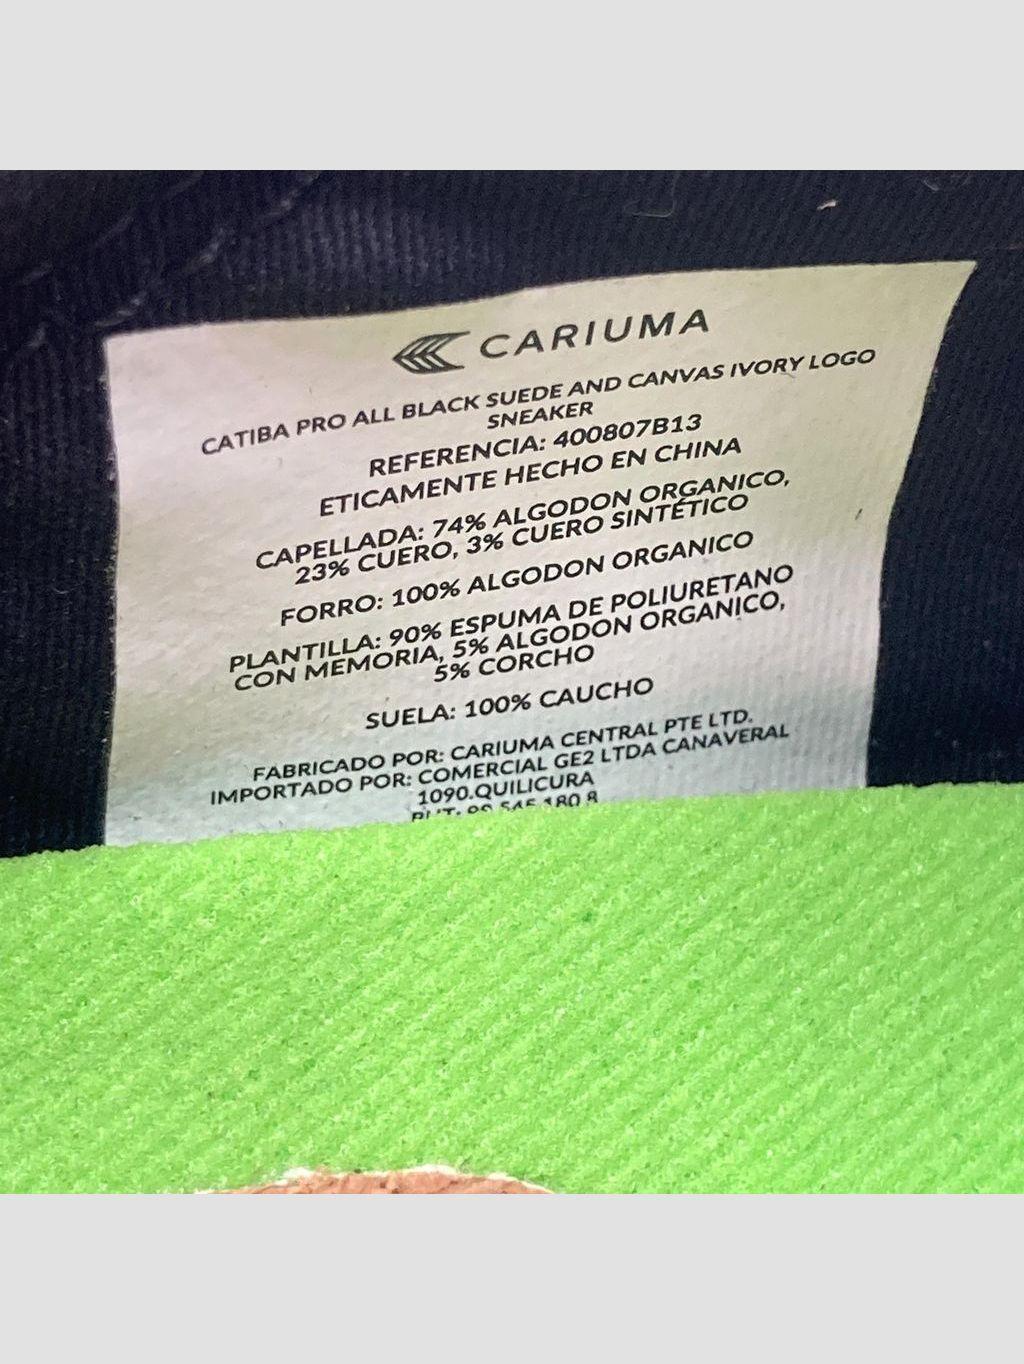 CARIUMA
CATIBA PRO ALL BLACK SUEDE AND CANVAS IVORY LOGO
SNEAKER
REFERENCIA: 400807B13
ETICAMENTE HECHO EN CHINA
CAPELLADA: 74% ALGODON ORGANICO,
23% CUERO, 3% CUERO SINTÉTICO
FORRO: 100% ALGODON ORGANICO
PLANTILLA: 90% ESPUMA DE POLIURETANO
CON MEMORIA, 5% ALGODON ORGANICO,
5% CORCHO
SUELA: 100% CAUCHO
FABRICADO POR: CARIUMA CENTRAL PTE LTD.
IMPORTADO POR: COMERCIAL GE2 LTDA CANAVERAL
1090.QUILICURA